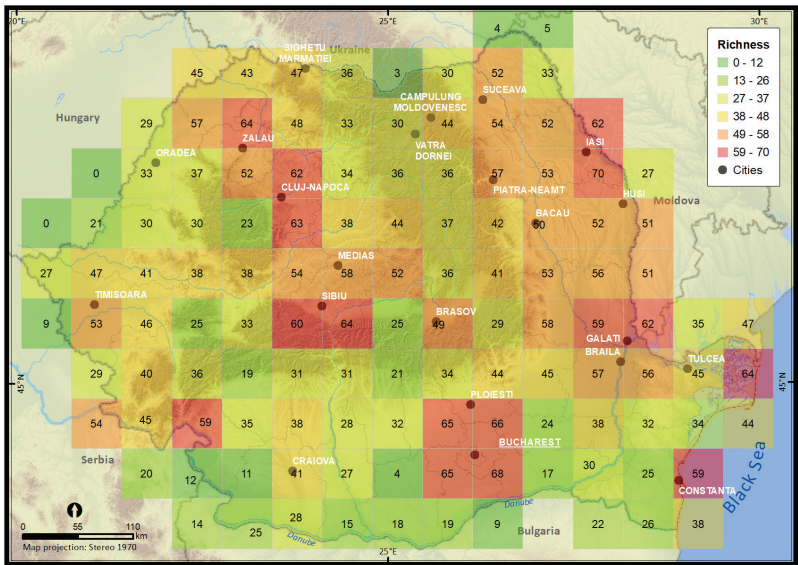 20°E 25°E 30°E
4 5
SIGHETU
MARMATIEI
Ukraine
45 43 47 36 3 30 52 33
SUCEAVA
CAMPULUNG
MOLDOVENESC
Hungary
29 57 64 48 33 30 44 54 52 62
ZALAU
VATRA
DORNEI
IASI
ORADEA
0 33 37 52 62 34 36 36 57 53 70 27
CLUJ-NAPOCA
PIATRA-NEAMT
HUSI
Moldova
0 21 30 30 23 63 38 44 37 42 50 52 51
BACAU
MEDIAS
27 47 41 38 38 54 58 52 36 41 53 56 51
TIMISOARA
SIBIU
BRASOV
9 53 46 25 33 60 64 25 49 29 58 59 62 35 47
GALATI
BRAILA
TULCEA
45°N
29 40 36 19 31 31 21 34 44 45 57 56 45 64
45°N
PLOIESTI
54 45 59 35 38 28 32 65 66 24 38 32 34 44
BUCHAREST
Serbia
CRAIOVA
20 12 11 41 27 4 65 68 17 30 25 59
CONSTANTA
Black Sea
Danube
14 25 28 15 18 19 9 22 26 38
Danube
Bulgaria
25°E
0 55 110
km
Map projection: Stereo 1970
Richness
0 - 12
13 - 26
27 - 37
38 - 48
49 - 58
59 - 70
Cities